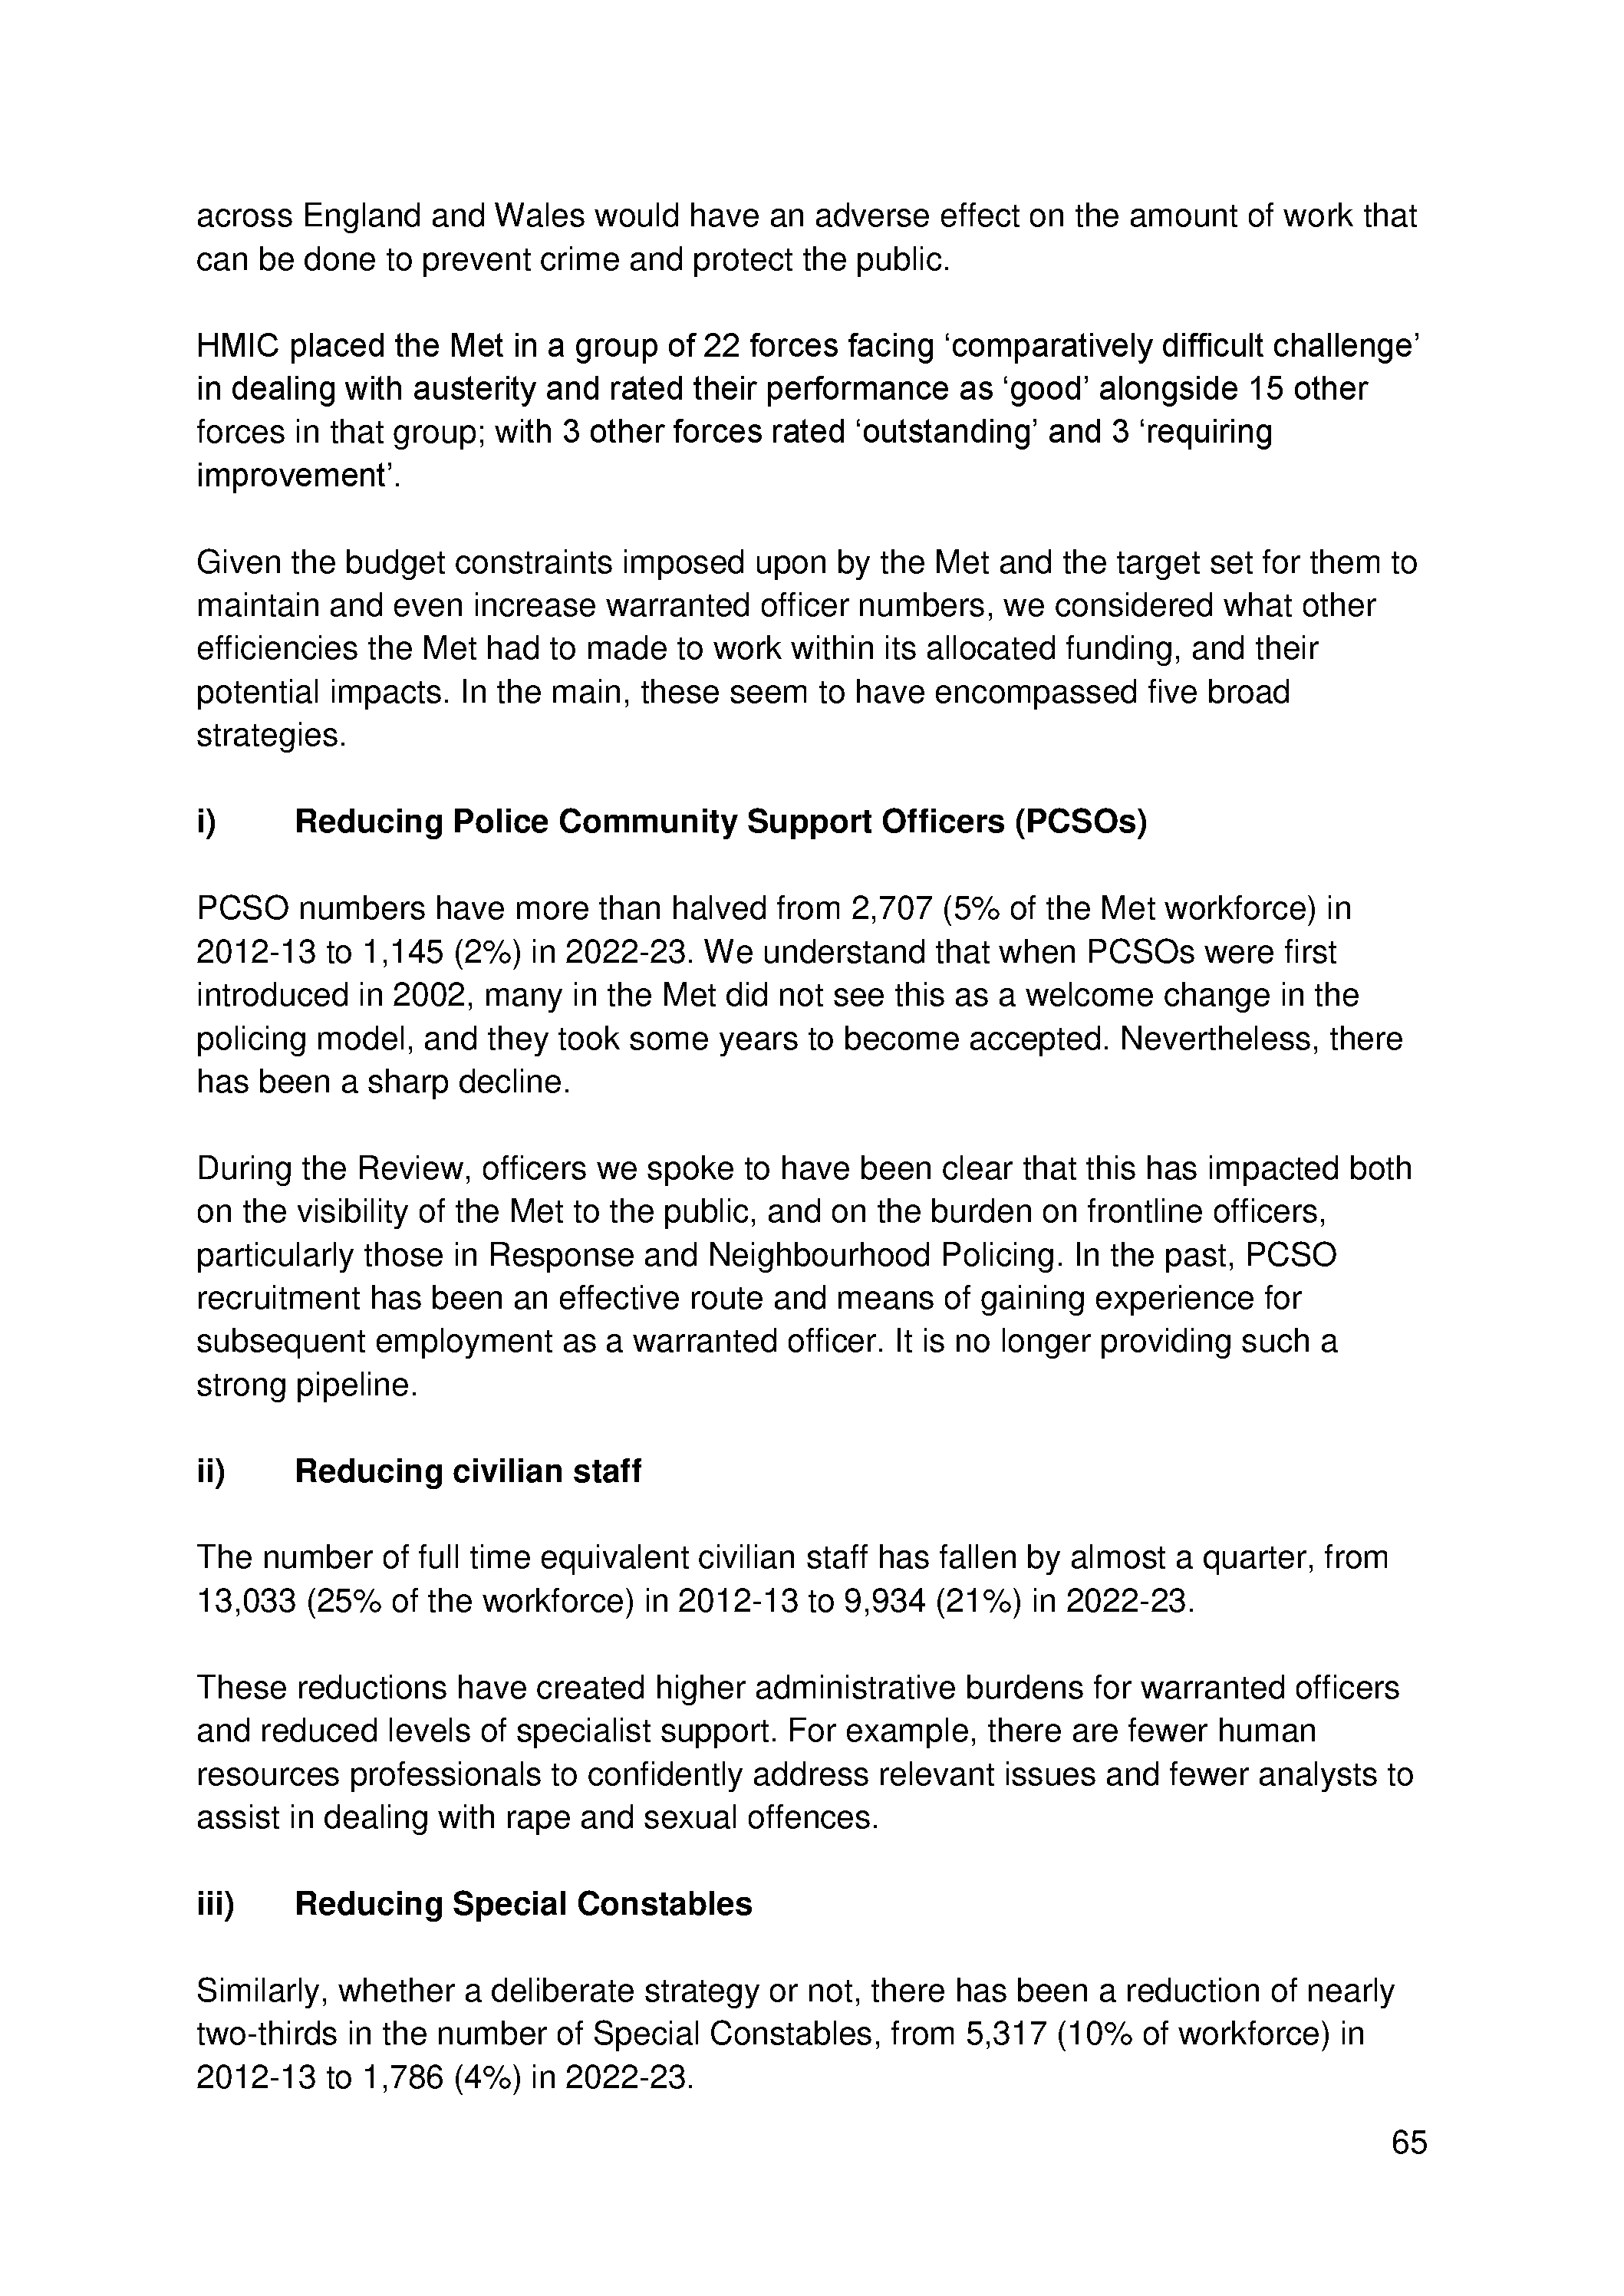 across England and Wales would have an adverse effect on the amount of work that
can be done to prevent crime and protect the public.
HMIC placed the Met in a group of 22 forces facing ‘comparatively difficult challenge’
in dealing with austerity and rated their performance as ‘good’ alongside 15 other
forces in that group; with 3 other forces rated ‘outstanding’ and 3 ‘requiring
improvement’.
Given the budget constraints imposed upon by the Met and the target set for them to
maintain and even increase warranted officer numbers, we considered what other
efficiencies the Met had to made to work within its allocated funding, and their
potential impacts. In the main, these seem to have encompassed five broad
strategies.
i) Reducing Police Community Support Officers (PCSOs)
PCSO numbers have more than halved from 2,707 (5% of the Met workforce) in
2012-13 to 1,145 (2%) in 2022-23. We understand that when PCSOs were first
introduced in 2002, many in the Met did not see this as a welcome change in the
policing model, and they took some years to become accepted. Nevertheless, there
has been a sharp decline.
During the Review, officers we spoke to have been clear that this has impacted both
on the visibility of the Met to the public, and on the burden on frontline officers,
particularly those in Response and Neighbourhood Policing. In the past, PCSO
recruitment has been an effective route and means of gaining experience for
subsequent employment as a warranted officer. It is no longer providing such a
strong pipeline.
ii) Reducing civilian staff
The number of full time equivalent civilian staff has fallen by almost a quarter, from
13,033 (25% of the workforce) in 2012-13 to 9,934 (21%) in 2022-23.
These reductions have created higher administrative burdens for warranted officers
and reduced levels of specialist support. For example, there are fewer human
resources professionals to confidently address relevant issues and fewer analysts to
assist in dealing with rape and sexual offences.
iii) Reducing Special Constables
Similarly, whether a deliberate strategy or not, there has been a reduction of nearly
two-thirds in the number of Special Constables, from 5,317 (10% of workforce) in
2012-13 to 1,786 (4%) in 2022-23.
65